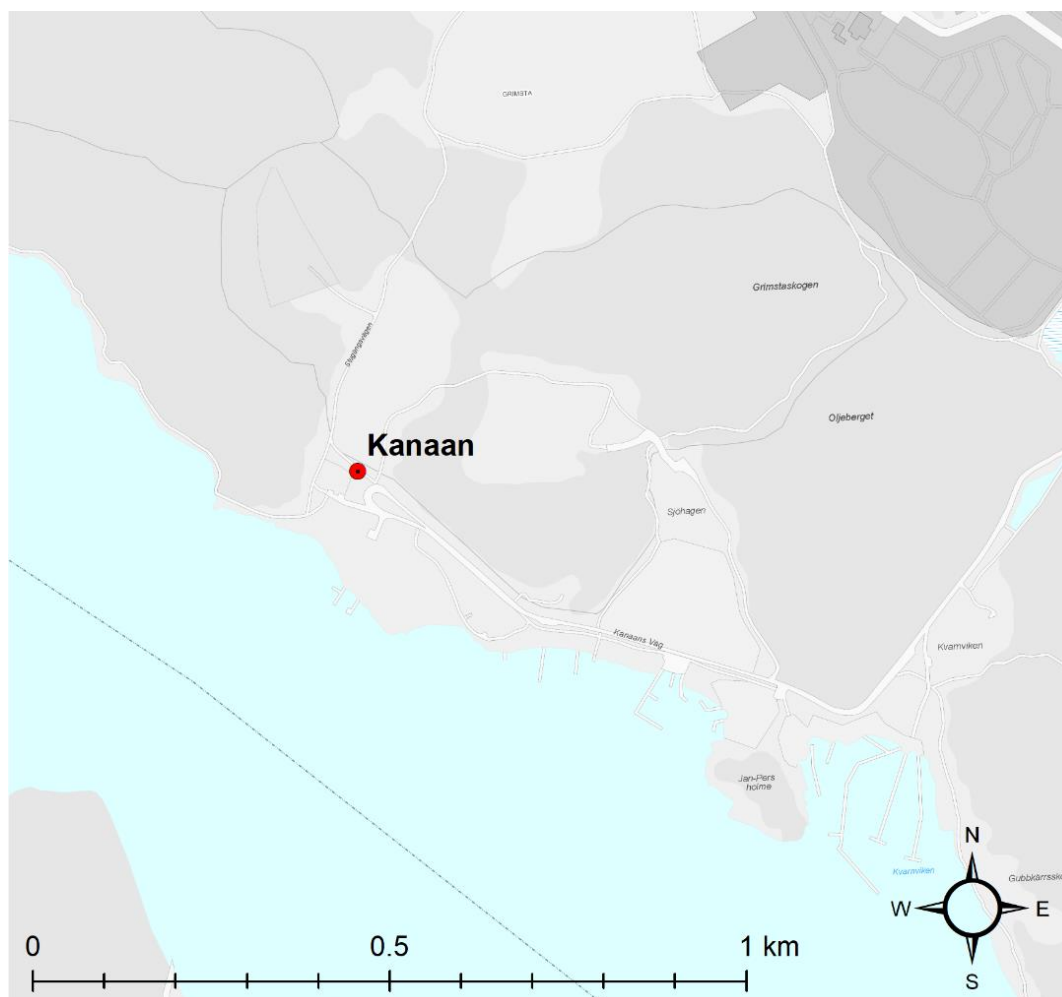 GRIMSTA
Grimstaskogen
Oljeberget
Kanaan
Sjöhagen
Kanaans Väg
Kvarnviken
Jan-Pers
holme
Kvarnviken
N
W
E
S
0
0.5
1 km